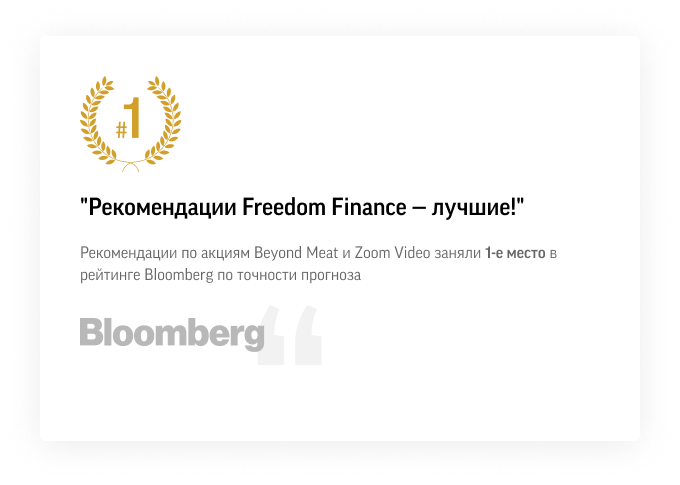 #1
"Рекомендации Freedom Finance — лучшие!"
Рекомендации по акциям Beyond Meat и Zoom Video заняли 1-е место в
рейтинге Bloomberg по точности прогноза
Bloomberg
“